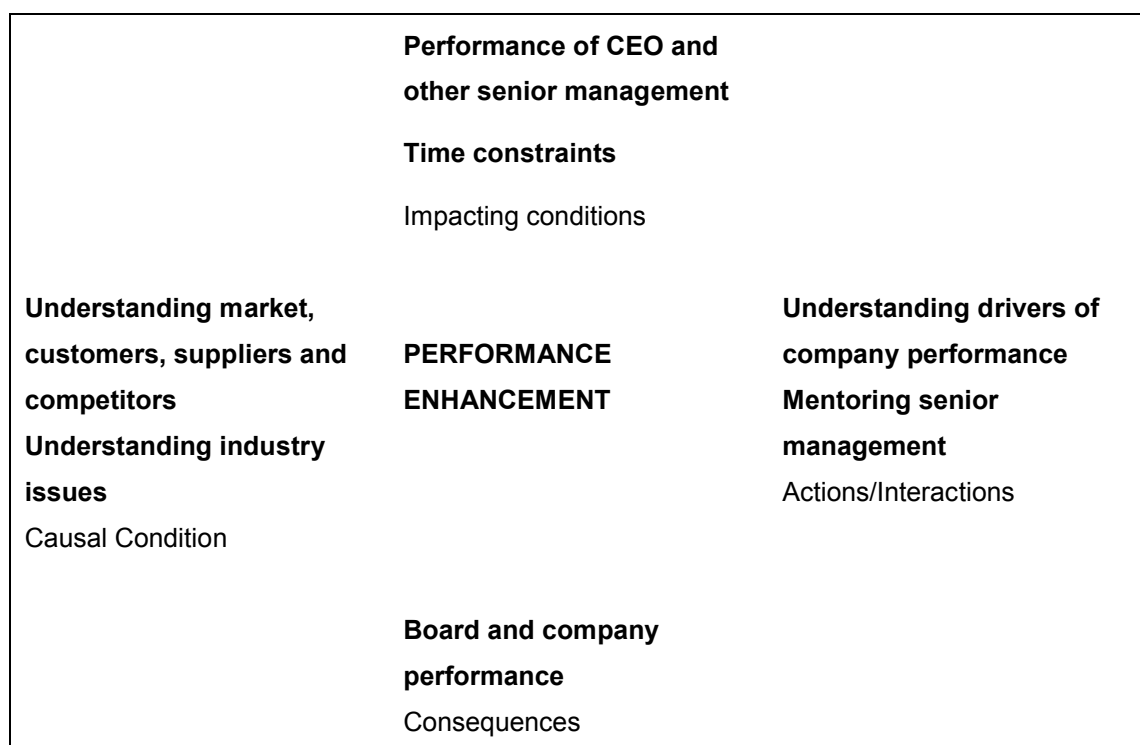 Performance of CEO and
other senior management
Time constraints
Impacting conditions
Understanding market,
customers, suppliers and
competitors
Understanding industry
issues
Causal Condition
PERFORMANCE
ENHANCEMENT
Understanding drivers of
company performance
Mentoring senior
management
Actions/Interactions
Board and company
performance
Consequences